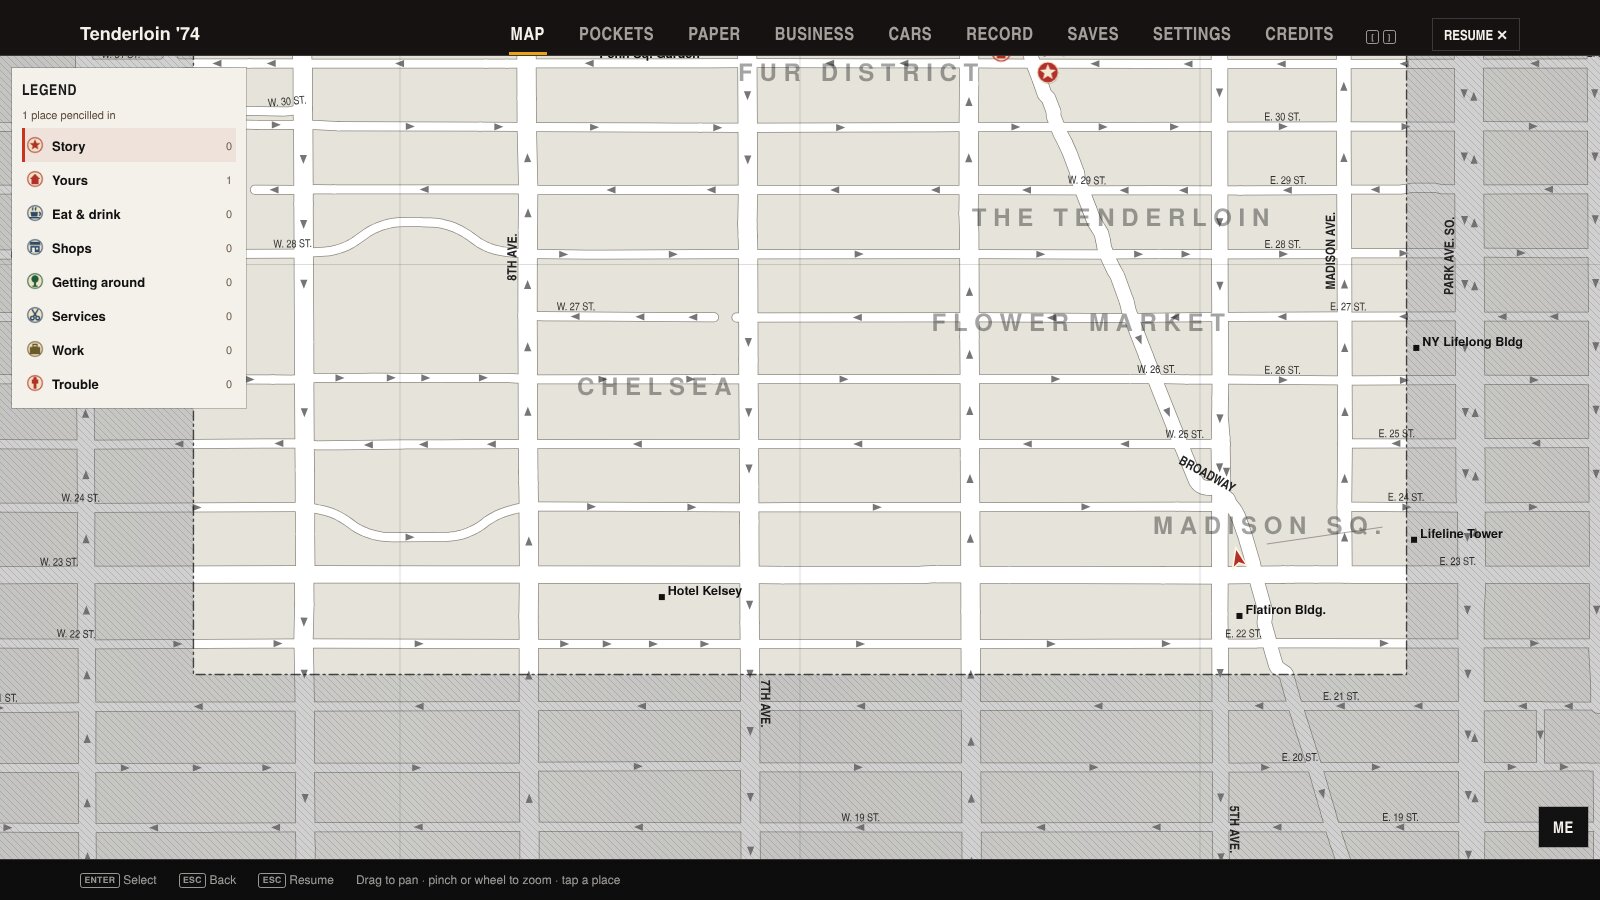 Tenderloin '74
MAP
POCKETS
PAPER
BUSINESS
CARS
RECORD
SAVES
SETTINGS
CREDITS
[ ]
RESUME ✕
FUR DISTRICT
LEGEND
1 place pencilled in
Story 0
Yours 1
Eat & drink 0
Shops 0
Getting around 0
Services 0
Work 0
Trouble 0
W. 30 ST.
E. 30 ST.
W. 29 ST.
E. 29 ST.
THE TENDERLOIN
MADISON AVE.
PARK AVE. SO.
W. 28 ST.
8TH AVE.
E. 28 ST.
W. 27 ST.
E. 27 ST.
FLOWER MARKET
NY Lifelong Bldg
W. 26 ST.
E. 26 ST.
CHELSEA
W. 25 ST.
E. 25 ST.
BROADWAY
W. 24 ST.
E. 24 ST.
MADISON SQ.
Lifeline Tower
W. 23 ST.
E. 23 ST.
Hotel Kelsey
Flatiron Bldg.
W. 22 ST.
E. 22 ST.
7TH AVE.
E. 21 ST.
E. 20 ST.
5TH AVE.
W. 19 ST.
E. 19 ST.
ME
ENTER Select
ESC Back
ESC Resume
Drag to pan · pinch or wheel to zoom · tap a place